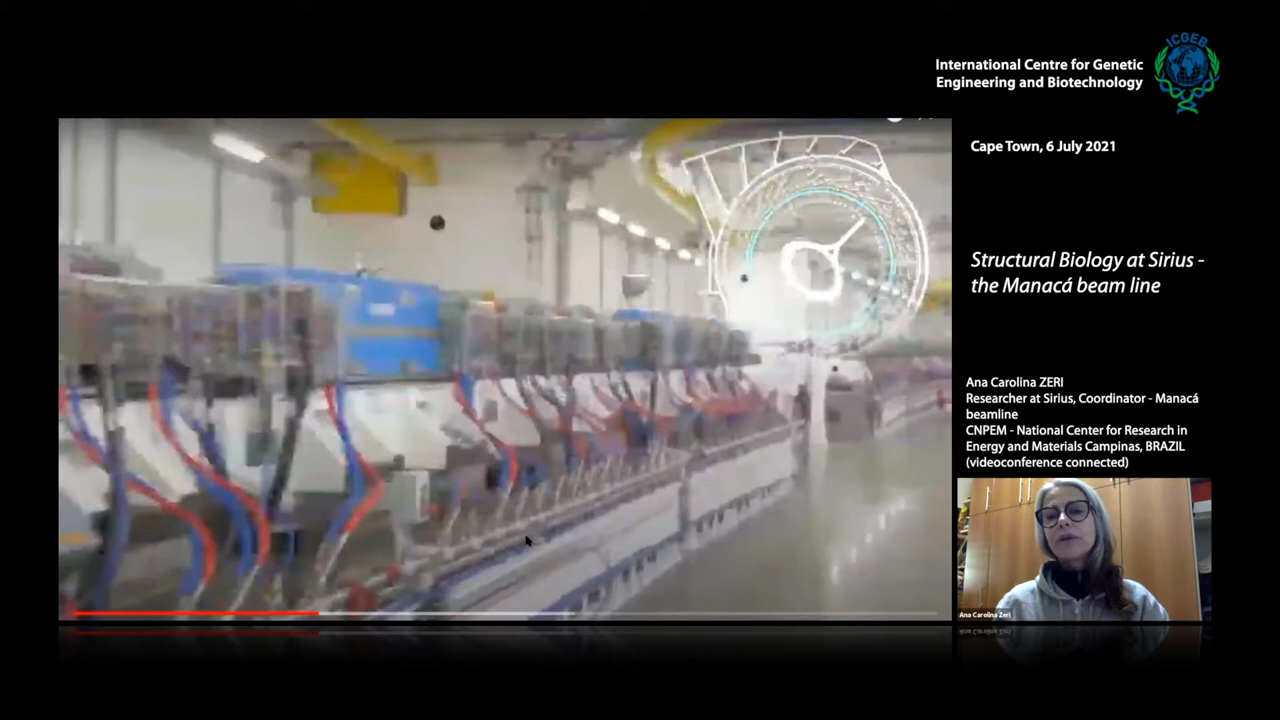 ICGEB
International Centre for Genetic
Engineering and Biotechnology
Cape Town, 6 July 2021
Structural Biology at Sirius -
the Manacá beam line
Ana Carolina ZERI
Researcher at Sirius, Coordinator - Manacá
beamline
CNPEM - National Center for Research in
Energy and Materials Campinas, BRAZIL
(videoconference connected)
Ana Carolina Zeri